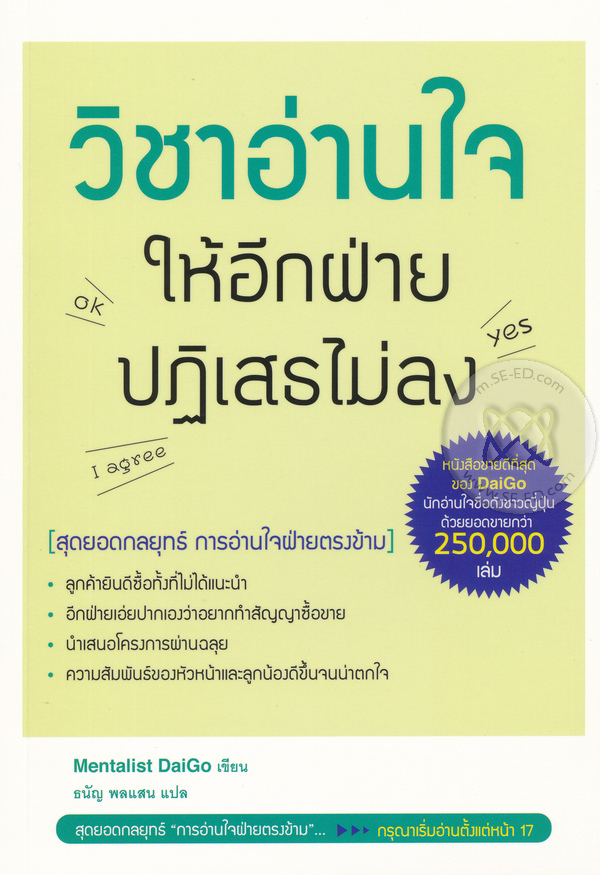 วิชาอ่านใจ
ให้อีกฝ่าย
ok
yes
ปฏิเสธไม่ลง
I agree
m.SE-ED.com
www.SE-ED.com
หนังสือขายดีที่สุด
ของ DaiGo
นักอ่านใจชื่อดังชาวญี่ปุ่น
ด้วยยอดขายกว่า
250,000
เล่ม
[สุดยอดกลยุทธ์ การอ่านใจฝ่ายตรงข้าม]
• ลูกค้ายินดีซื้อทั้งที่ไม่ได้แนะนำ
• อีกฝ่ายเอ่ยปากเองว่าอยากทำสัญญาซื้อขาย
• นำเสนอโครงการผ่านฉลุย
• ความสัมพันธ์ของหัวหน้าและลูกน้องดีขึ้นจนน่าตกใจ
Mentalist DaiGo เขียน
ธนัญ พลแสน แปล
สุดยอดกลยุทธ์ "การอ่านใจฝ่ายตรงข้าม"... กรุณาเริ่มอ่านตั้งแต่หน้า 17